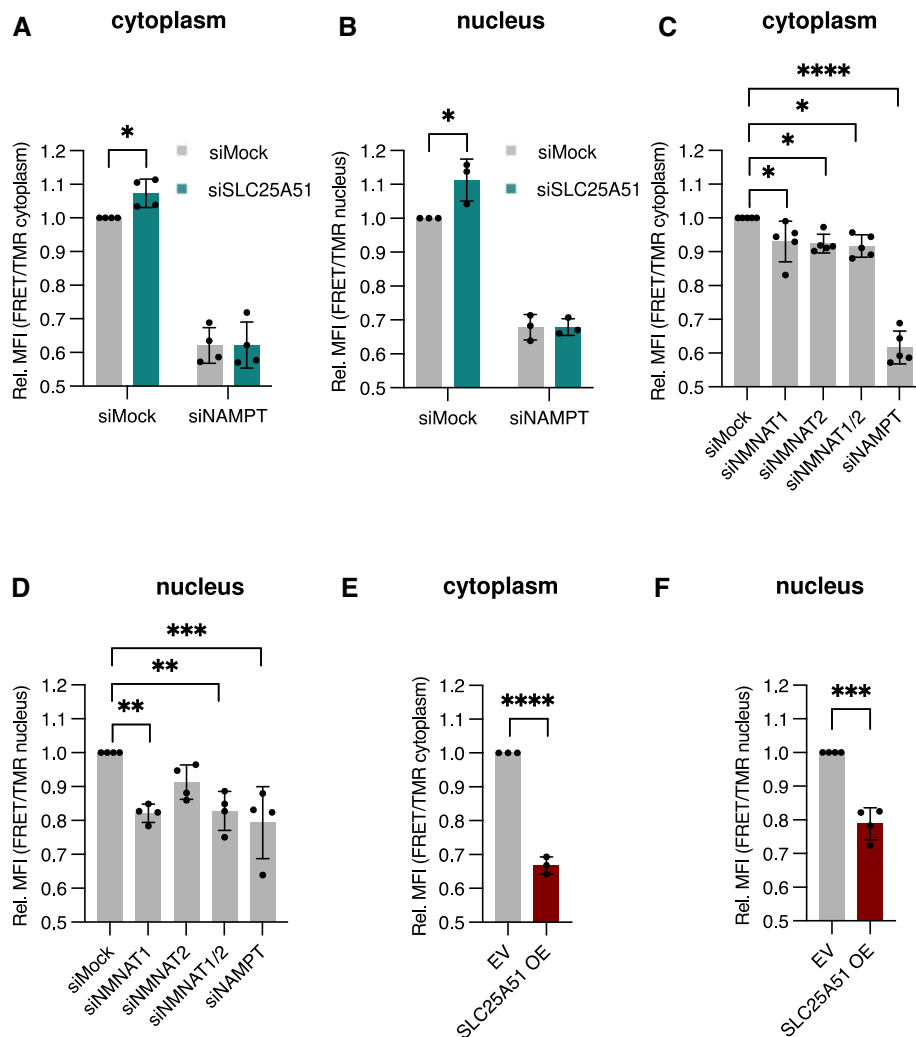 A cytoplasm
B nucleus
C cytoplasm
Rel. MFI (FRET/TMR cytoplasm)
1.2
1.1
1.0
0.9
0.8
0.7
0.6
0.5
*
siMock
siSLC25A51
siMock
siNAMPT
Rel. MFI (FRET/TMR nucleus)
1.2
1.1
1.0
0.9
0.8
0.7
0.6
0.5
*
siMock
siNAMPT
Rel. MFI (FRET/TMR cytoplasm)
1.2
1.1
1.0
0.9
0.8
0.7
0.6
0.5
****
*
*
*
siMock
siNMNAT1
siNMNAT2
siNMNAT1/2
siNAMPT
D nucleus
E cytoplasm
F nucleus
Rel. MFI (FRET/TMR nucleus)
1.2
1.1
1.0
0.9
0.8
0.7
0.6
0.5
***
**
**
siMock
siNMNAT1
siNMNAT2
siNMNAT1/2
siNAMPT
Rel. MFI (FRET/TMR cytoplasm)
1.2
1.1
1.0
0.9
0.8
0.7
0.6
0.5
****
EV
SLC25A51 OE
Rel. MFI (FRET/TMR nucleus)
1.2
1.1
1.0
0.9
0.8
0.7
0.6
0.5
***
EV
SLC25A51 OE